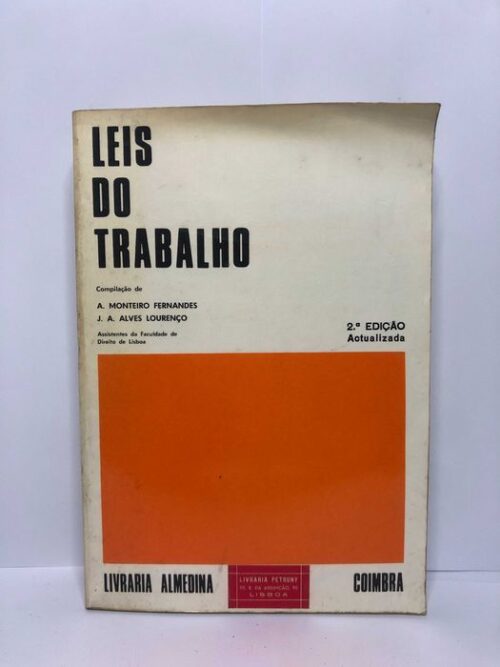 LEIS
DO
TRABALHO
Compilação de
A. MONTEIRO FERNANDES
J. A. ALVES LOURENÇO
Assistentes da Faculdade de
Direito de Lisboa
2.ª EDIÇÃO
Actualizada
LIVRARIA ALMEDINA
LIVRARIA PETRONY
LISBOA
COIMBRA